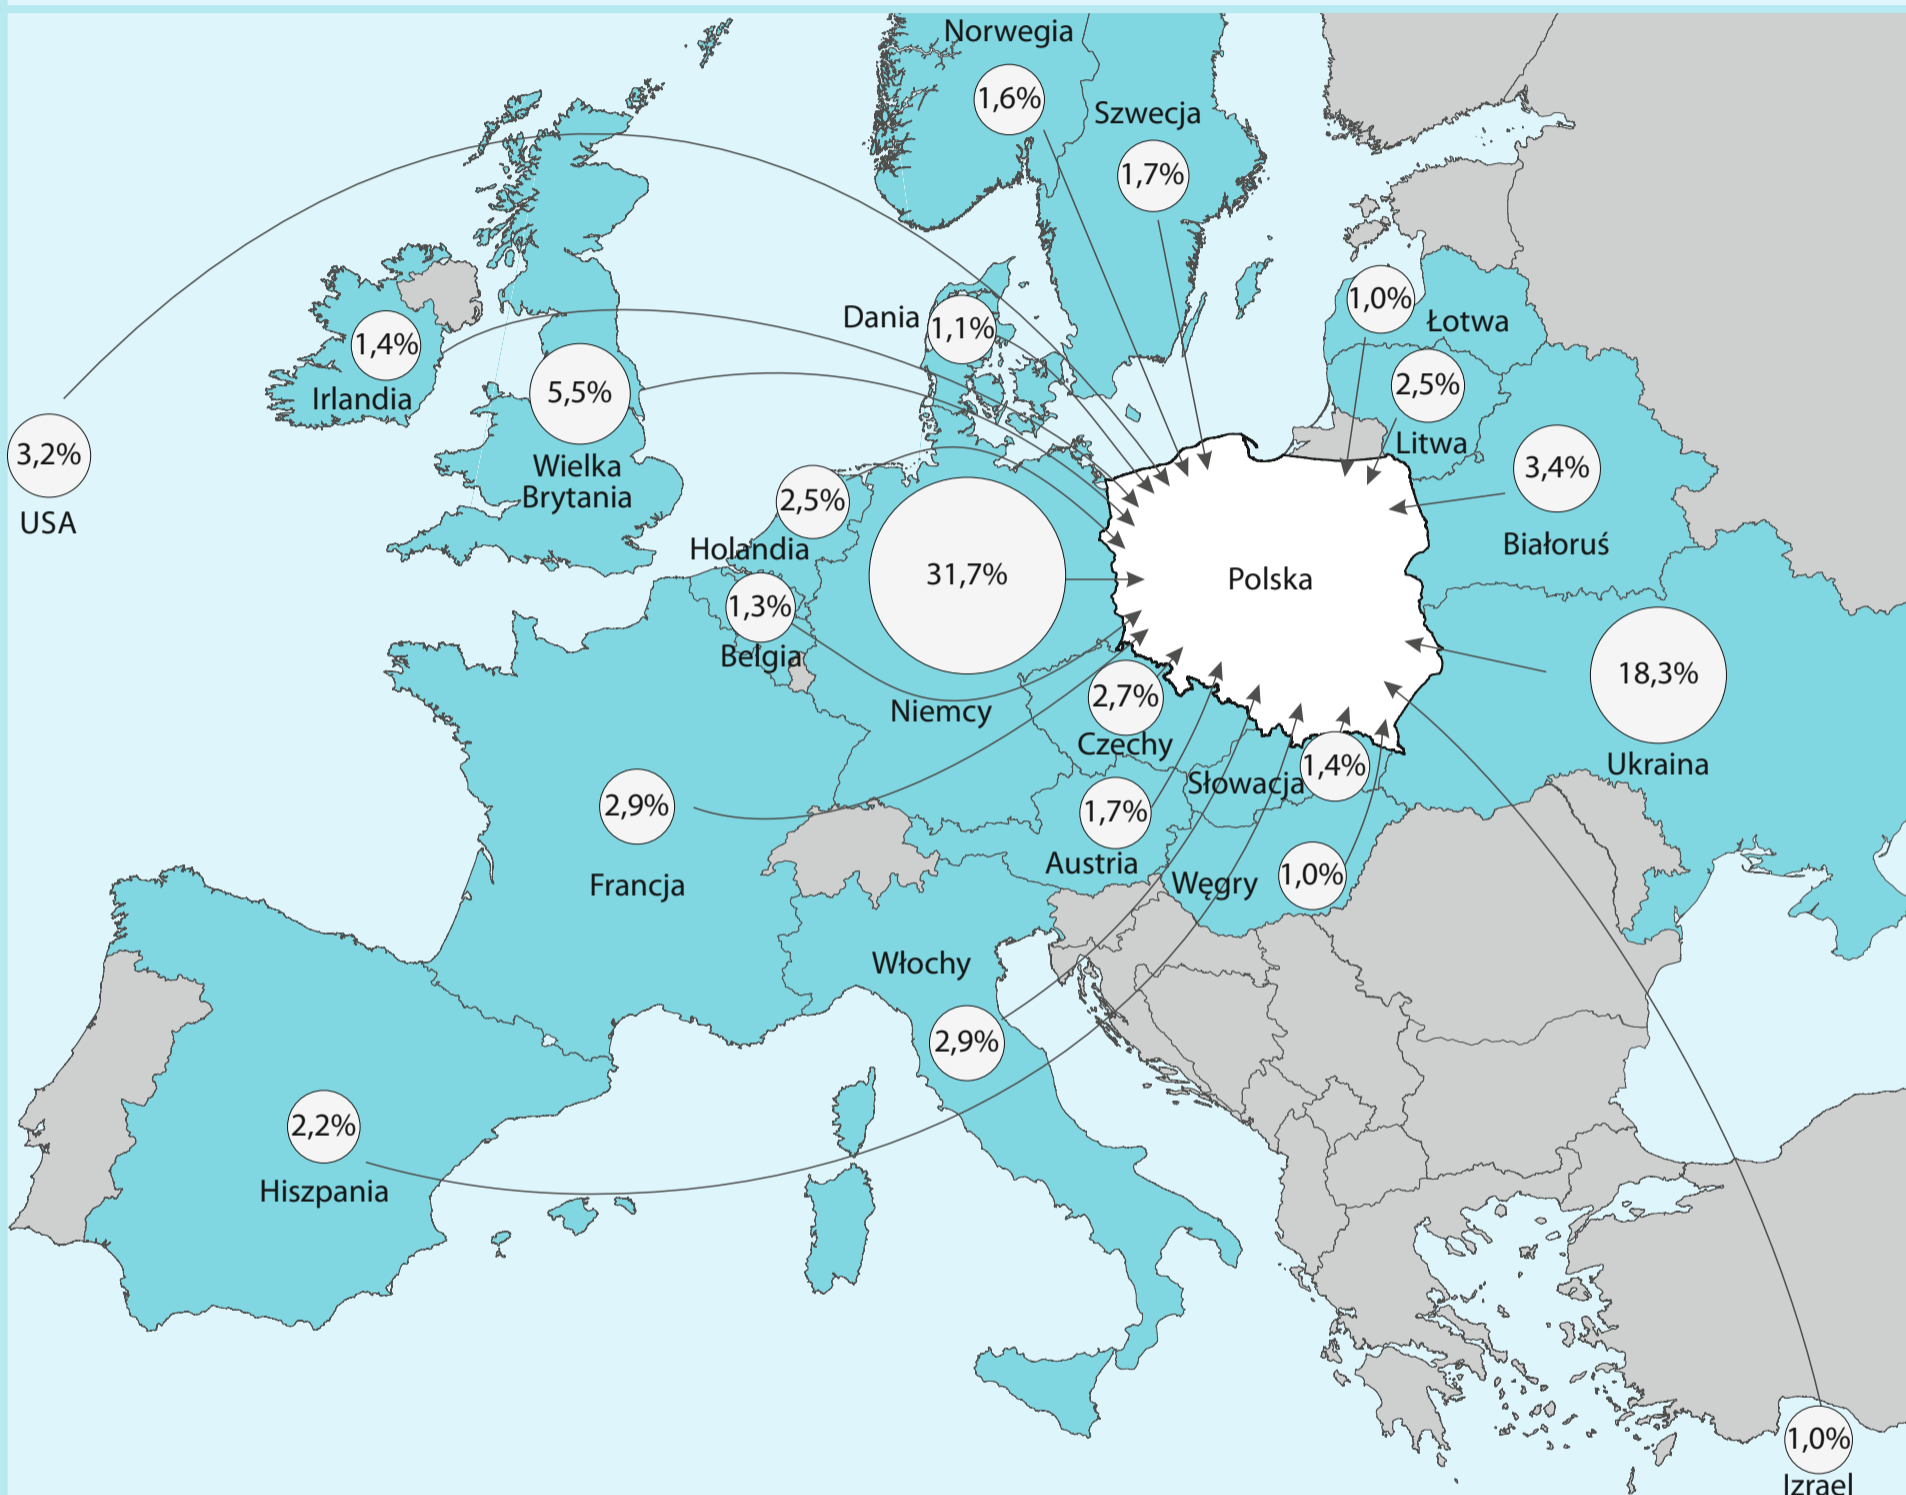 Norwegia
1,6%
Szwecja
1,7%
Dania
1,1%
1,0%
Łotwa
1,4%
Irlandia
5,5%
Wielka
Brytania
2,5%
Litwa
3,2%
USA
3,4%
Białoruś
2,5%
Holandia
31,7%
Niemcy
Polska
1,3%
Belgia
18,3%
Ukraina
2,7%
Czechy
1,4%
Słowacja
2,9%
Francja
1,7%
Austria
1,0%
Węgry
Włochy
2,9%
2,2%
Hiszpania
1,0%
Izrael